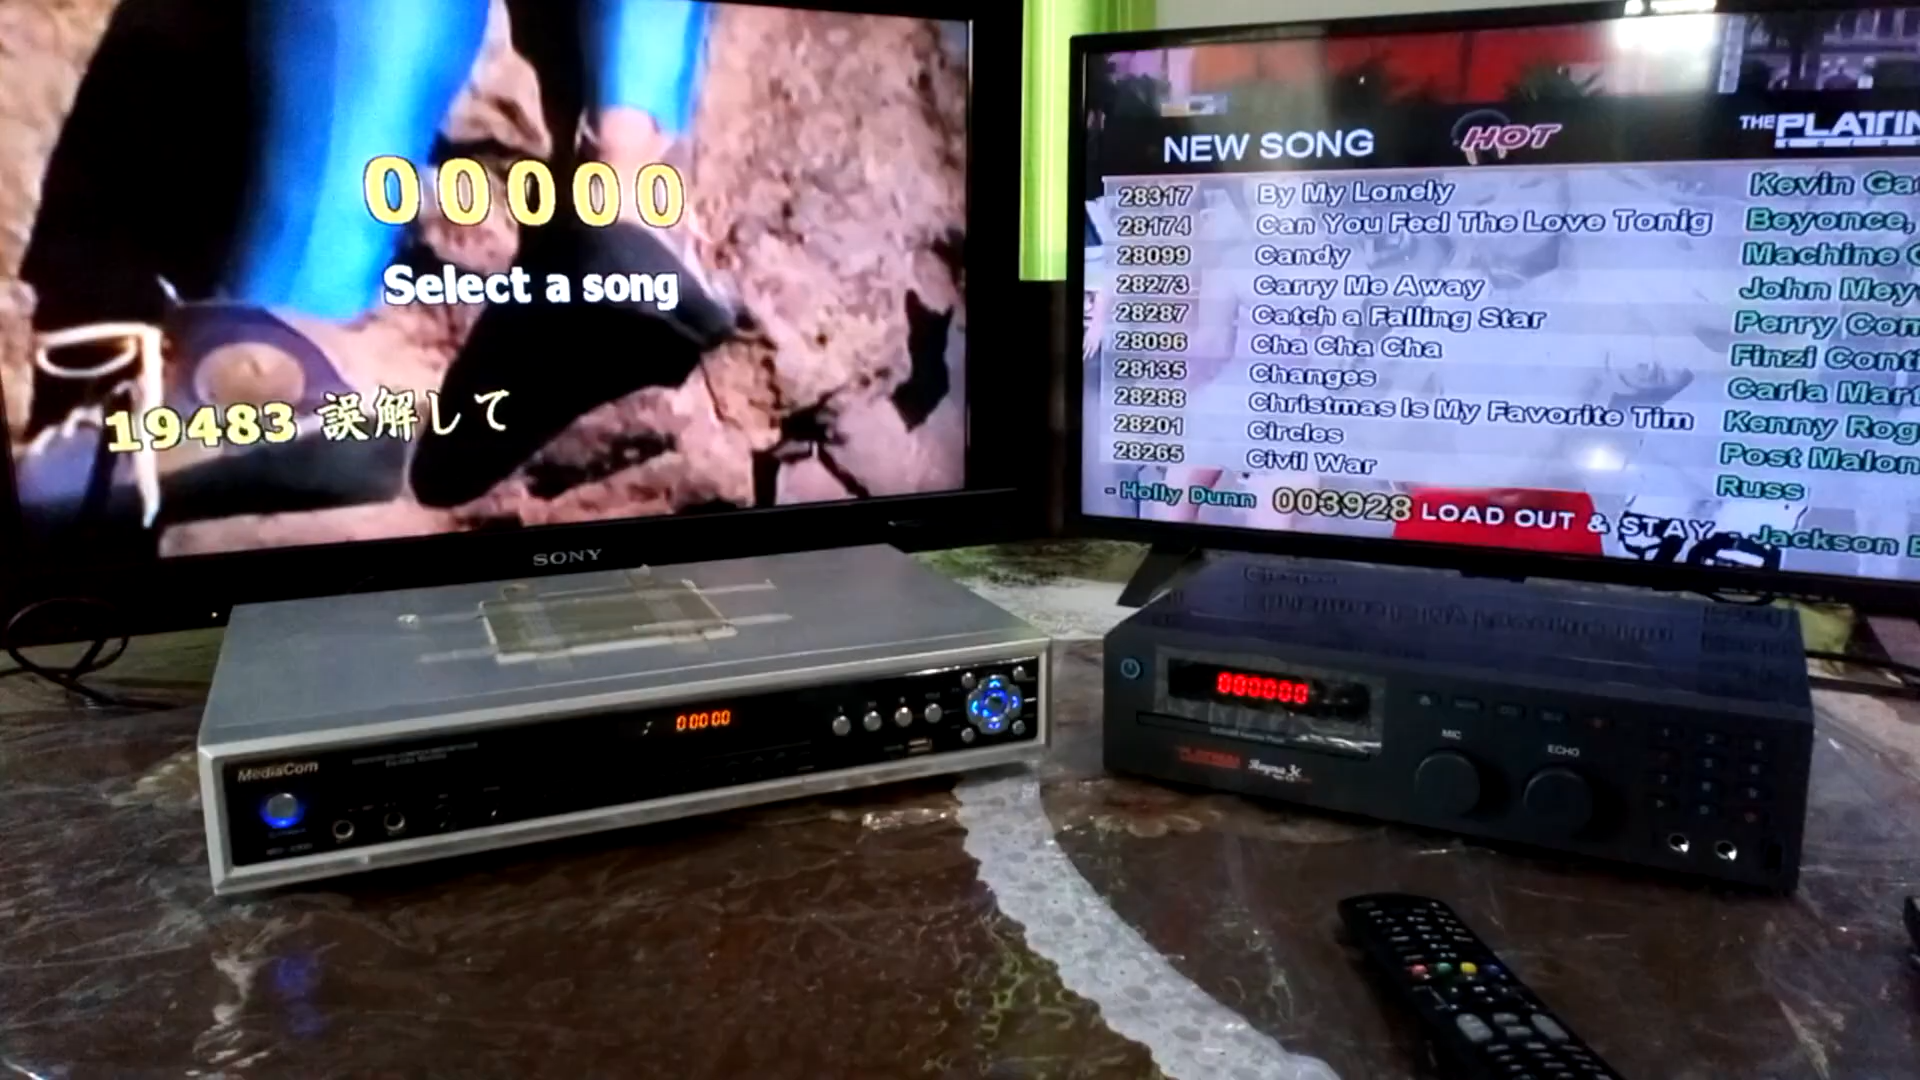 00000
Select a song
19483 誤解して
SONY
MediaCom
00000
NEW SONG
HOT
THE PLATIN
28317 By My Lonely Kevin Ga
28174 Can You Feel The Love Tonig Beyonce,
28099 Candy Machine G
28273 Carry Me Away John Mey
28287 Catch a Falling Star Perry Com
28096 Cha Cha Cha Finzi Conti
28135 Changes Carla Mart
28288 Christmas Is My Favorite Tim Kenny Rog
28201 Circles Post Malon
28265 Civil War Russ
- Holly Dunn 003928 LOAD OUT & STAY - Jackson B
000000
MIC
ECHO
PLATINUM